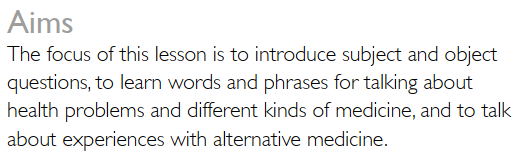 Aims
The focus of this lesson is to introduce subject and object
questions, to learn words and phrases for talking about
health problems and different kinds of medicine, and to talk
about experiences with alternative medicine.